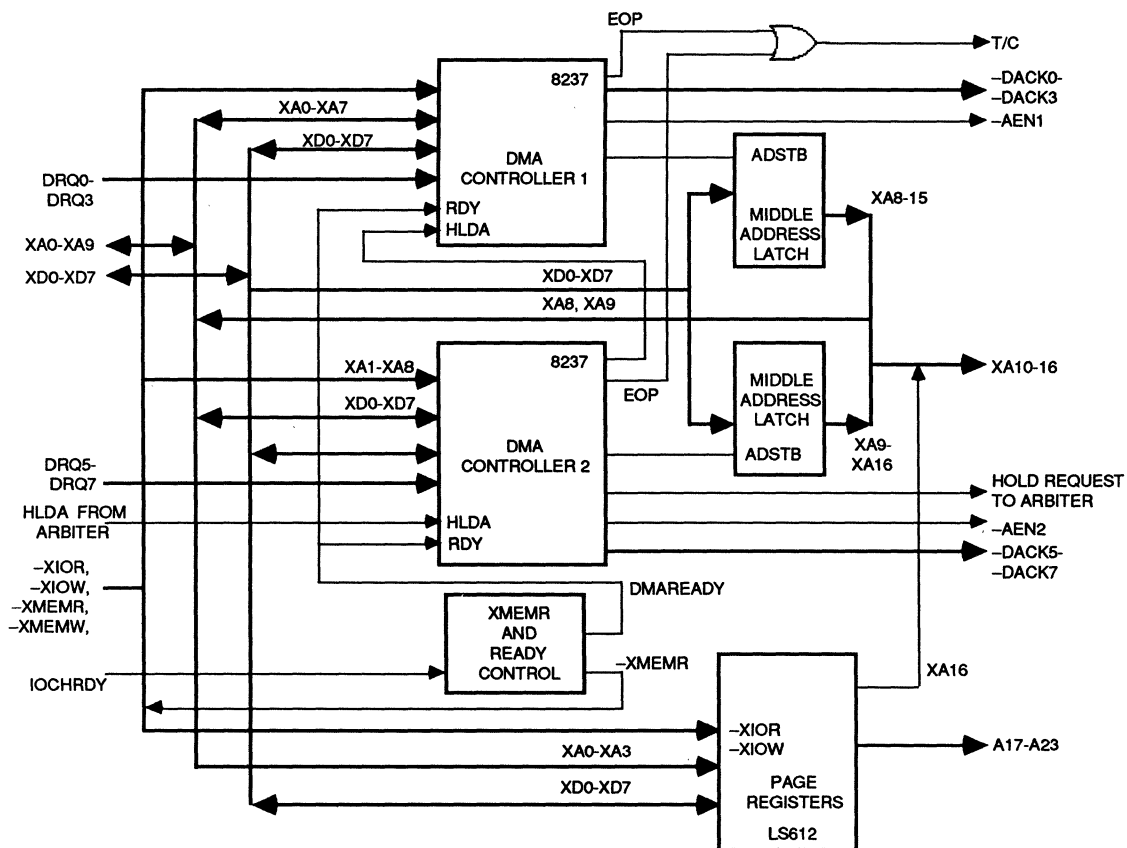 EOP
T/C
8237
–DACK0-
–DACK3
XA0-XA7
–AEN1
XD0-XD7
DMA
CONTROLLER 1
ADSTB
DRQ0-
DRQ3
RDY
HLDA
MIDDLE
ADDRESS
LATCH
XA8-15
XA0-XA9
XD0-XD7
XD0-XD7
XA8, XA9
8237
XA1-XA8
EOP
XA10-16
MIDDLE
ADDRESS
LATCH
ADSTB
XD0-XD7
DMA
CONTROLLER 2
XA9-
XA16
DRQ5-
DRQ7
HLDA FROM
ARBITER
HLDA
RDY
HOLD REQUEST
TO ARBITER
–AEN2
–DACK5-
–DACK7
–XIOR,
–XIOW,
–XMEMR,
–XMEMW,
DMAREADY
XMEMR
AND
READY
CONTROL
–XMEMR
XA16
IOCHRDY
–XIOR
–XIOW
A17-A23
XA0-XA3
XD0-XD7
PAGE
REGISTERS
LS612